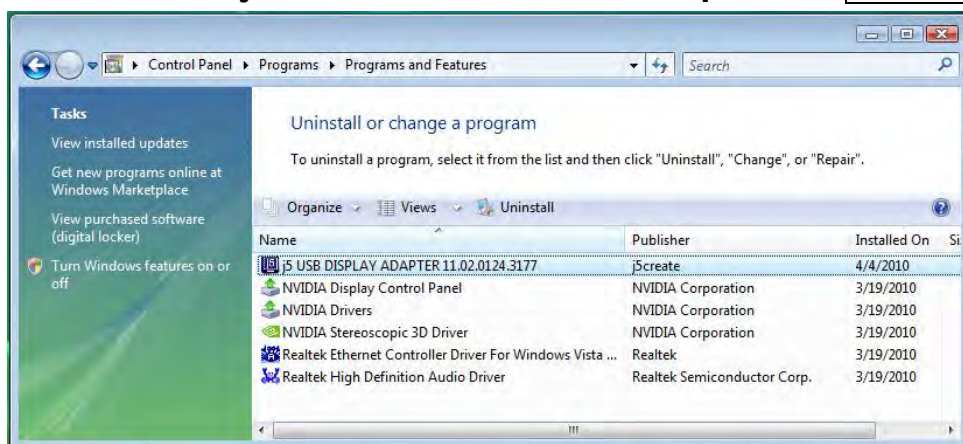 Control Panel ▸ Programs ▸ Programs and Features
Search
Tasks
View installed updates
Get new programs online at
Windows Marketplace
View purchased software
(digital locker)
Turn Windows features on or
off
Uninstall or change a program
To uninstall a program, select it from the list and then click "Uninstall", "Change", or "Repair".
Organize Views Uninstall
Name Publisher Installed On
j5 USB DISPLAY ADAPTER 11.02.0124.3177 j5create 4/4/2010
NVIDIA Display Control Panel NVIDIA Corporation 3/19/2010
NVIDIA Drivers NVIDIA Corporation 3/19/2010
NVIDIA Stereoscopic 3D Driver NVIDIA Corporation 3/19/2010
Realtek Ethernet Controller Driver For Windows Vista ... Realtek 3/19/2010
Realtek High Definition Audio Driver Realtek Semiconductor Corp. 3/19/2010